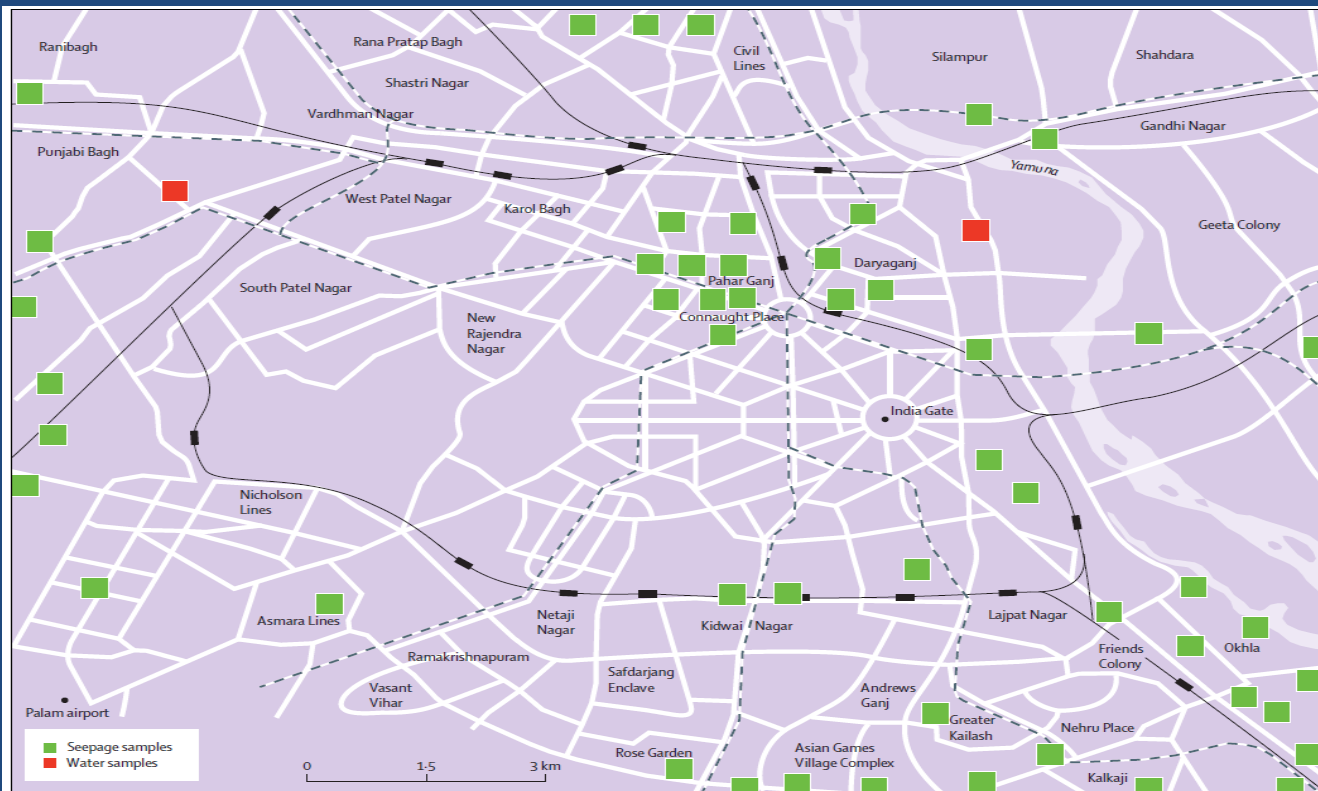 Ranibagh
Rana Pratap Bagh
Civil
Lines
Silampur
Shahdara
Shastri Nagar
Vardhman Nagar
Gandhi Nagar
Punjabi Bagh
Yamuna
West Patel Nagar
Karol Bagh
Geeta Colony
Daryaganj
South Patel Nagar
Pahar Ganj
Connaught Place
New
Rajendra
Nagar
India Gate
Nicholson
Lines
Asmara Lines
Netaji
Nagar
Kidwai Nagar
Lajpat Nagar
Friends
Colony
Okhla
Ramakrishnapuram
Vasant
Vihar
Safdarjang
Enclave
Andrews
Ganj
Greater
Kailash
Nehru Place
Palam airport
Rose Garden
Asian Games
Village Complex
Kalkaji
Seepage samples
Water samples
0 1·5 3 km